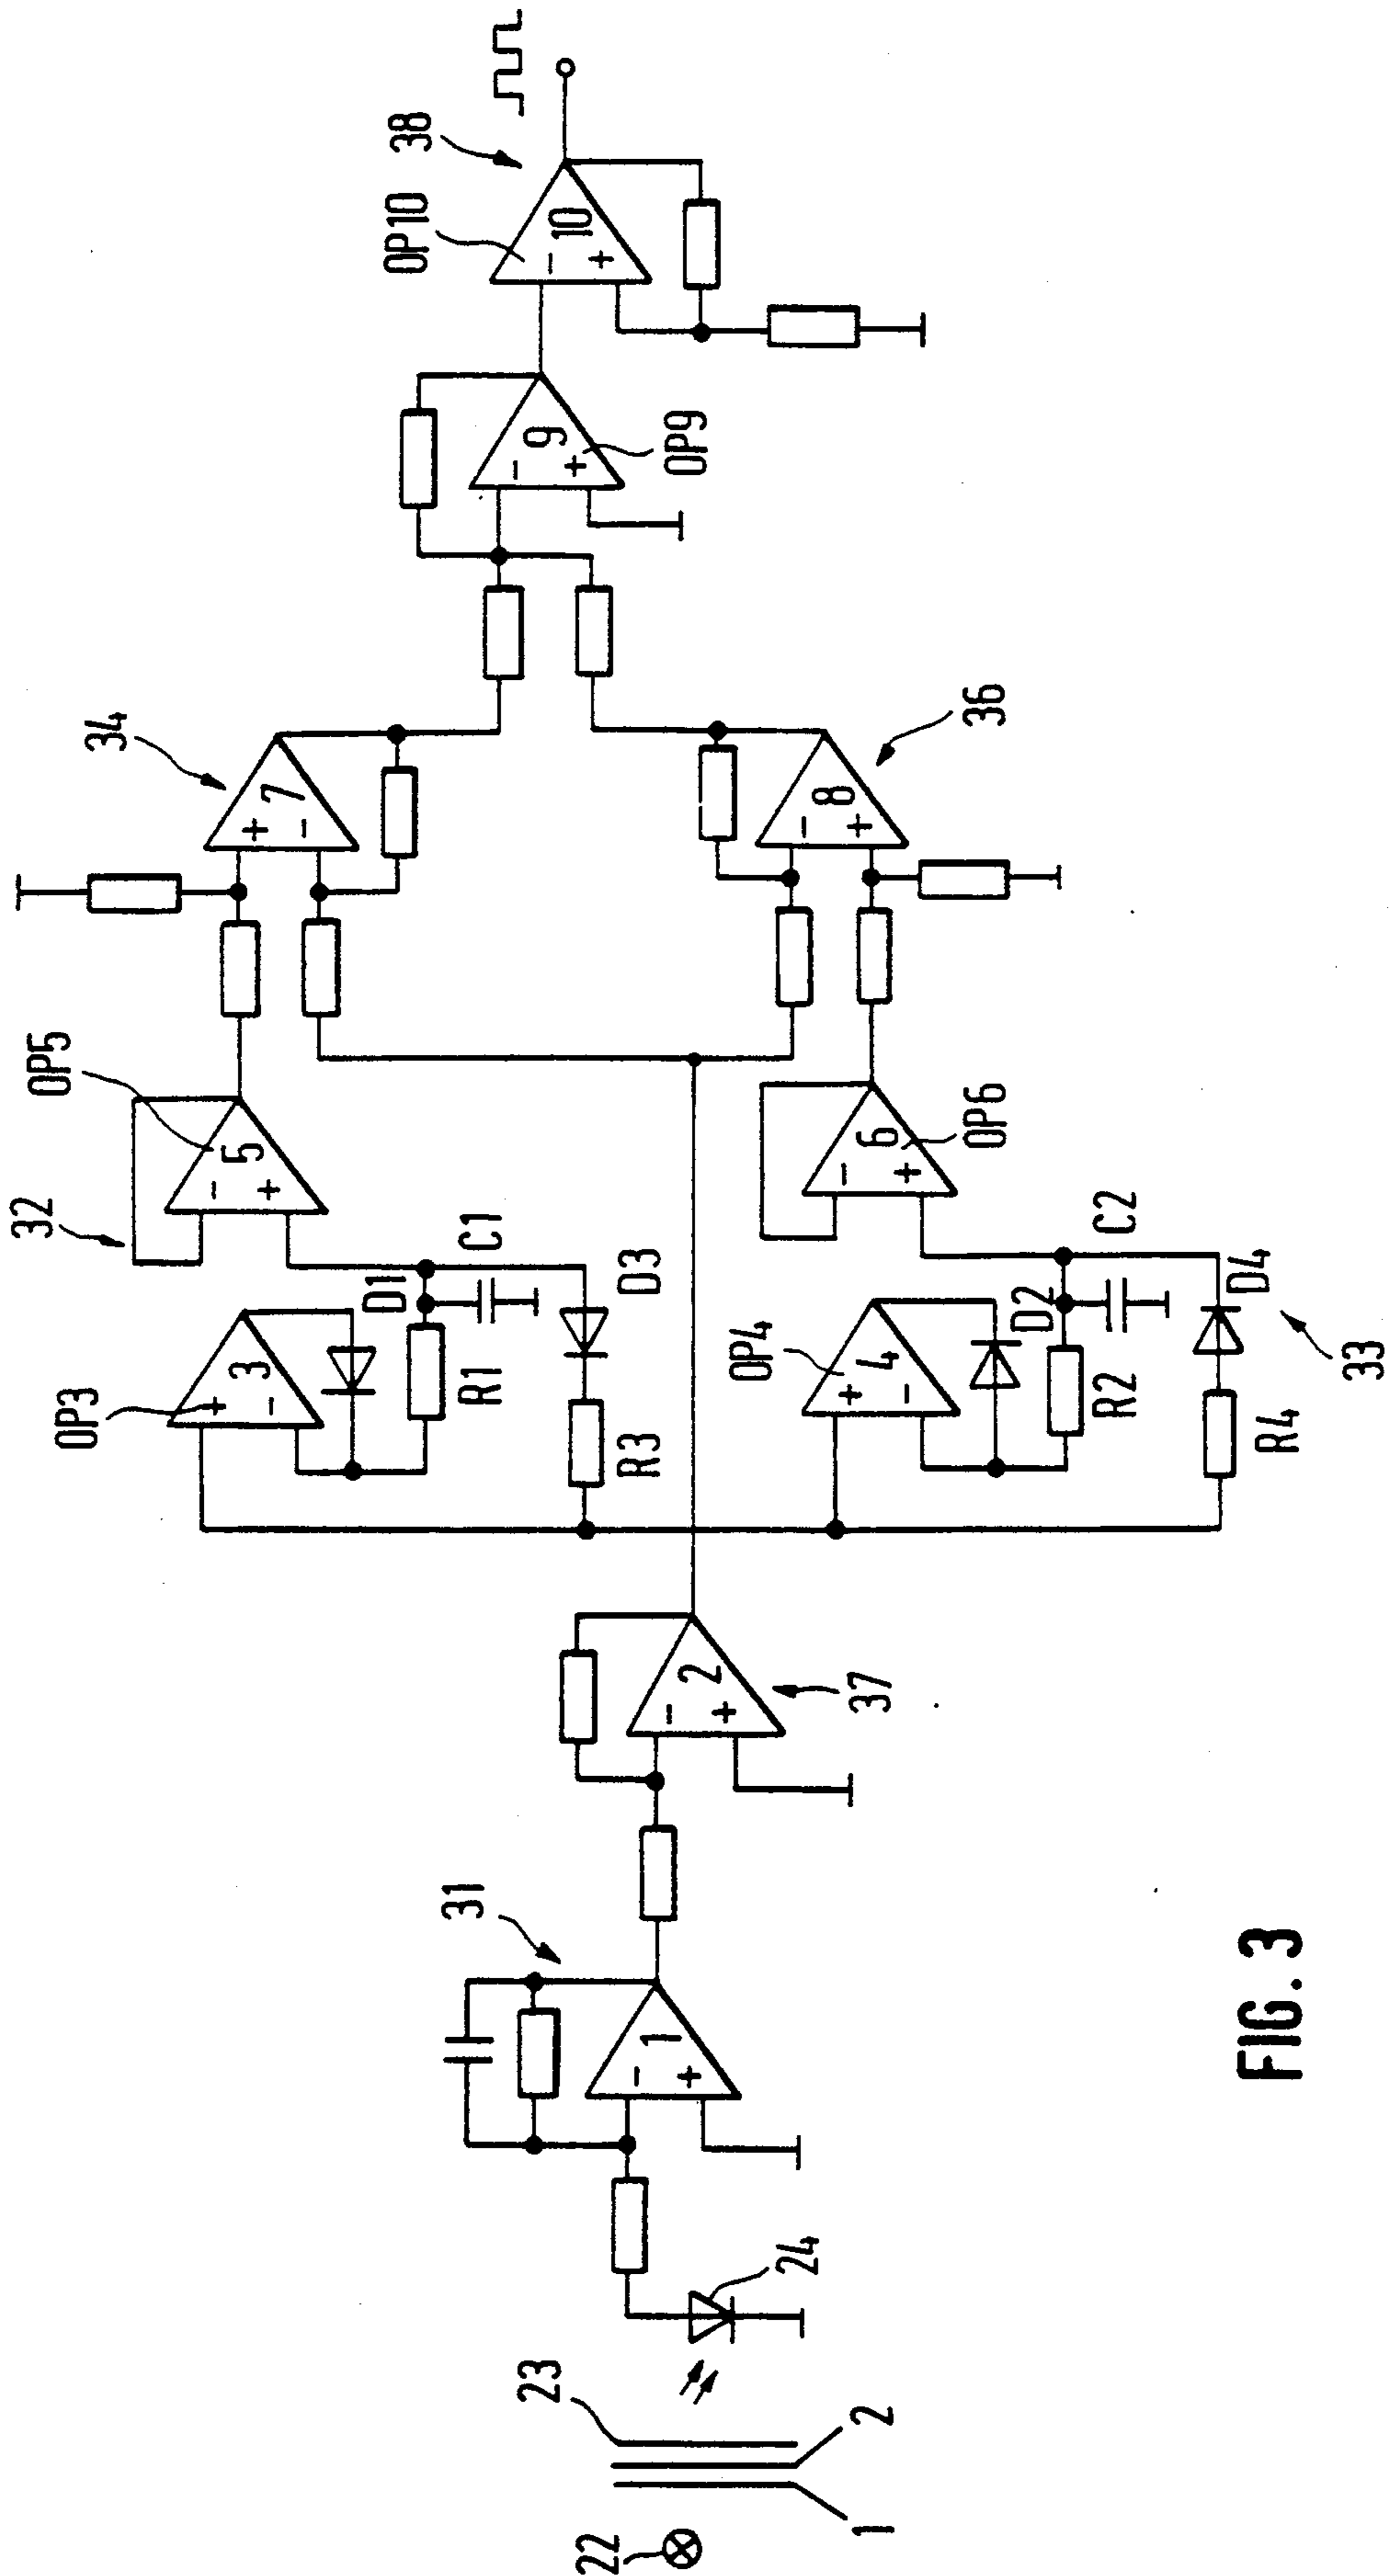 38
OP10
-
10
+
-
9
+
OP9
34
+
7
-
36
-
8
+
OP5
32
-
5
+
OP6
-
6
+
C1
D1
D3
OP3
+
3
-
R1
R3
C2
D2
D4
33
OP4
+
4
-
R2
R4
-
2
+
37
31
-
1
+
24
23
2
1
22
FIG. 3